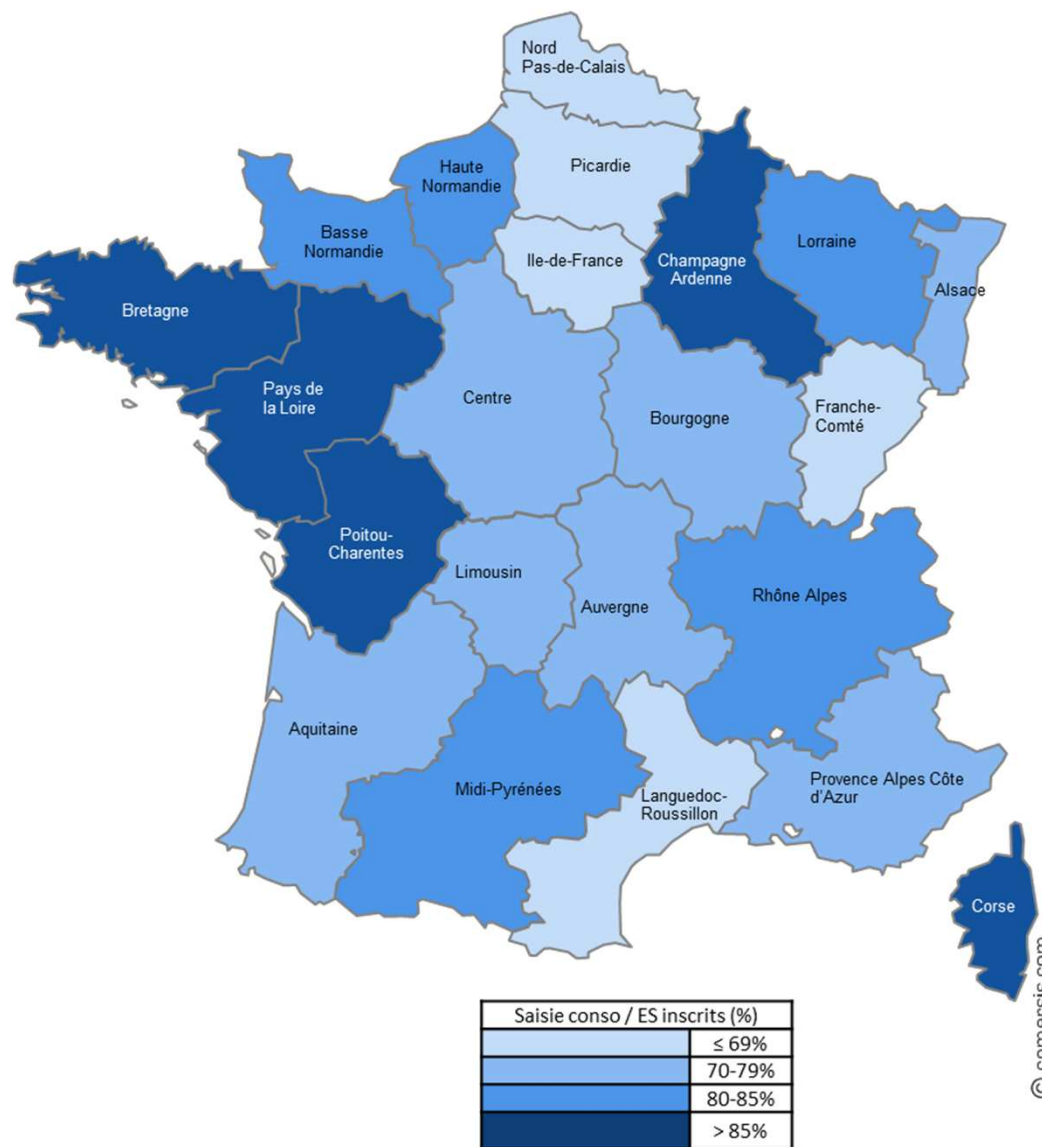 Nord
Pas-de-Calais
Picardie
Haute
Normandie
Basse
Normandie
Ile-de-France
Champagne
Ardenne
Lorraine
Alsace
Bretagne
Pays de
la Loire
Centre
Bourgogne
Franche-
Comté
Poitou-
Charentes
Limousin
Auvergne
Rhône Alpes
Aquitaine
Midi-Pyrénées
Languedoc-
Roussillon
Provence Alpes Côte
d'Azur
Corse
© comersis.com
Saisie conso / ES inscrits (%)
≤ 69%
70-79%
80-85%
> 85%